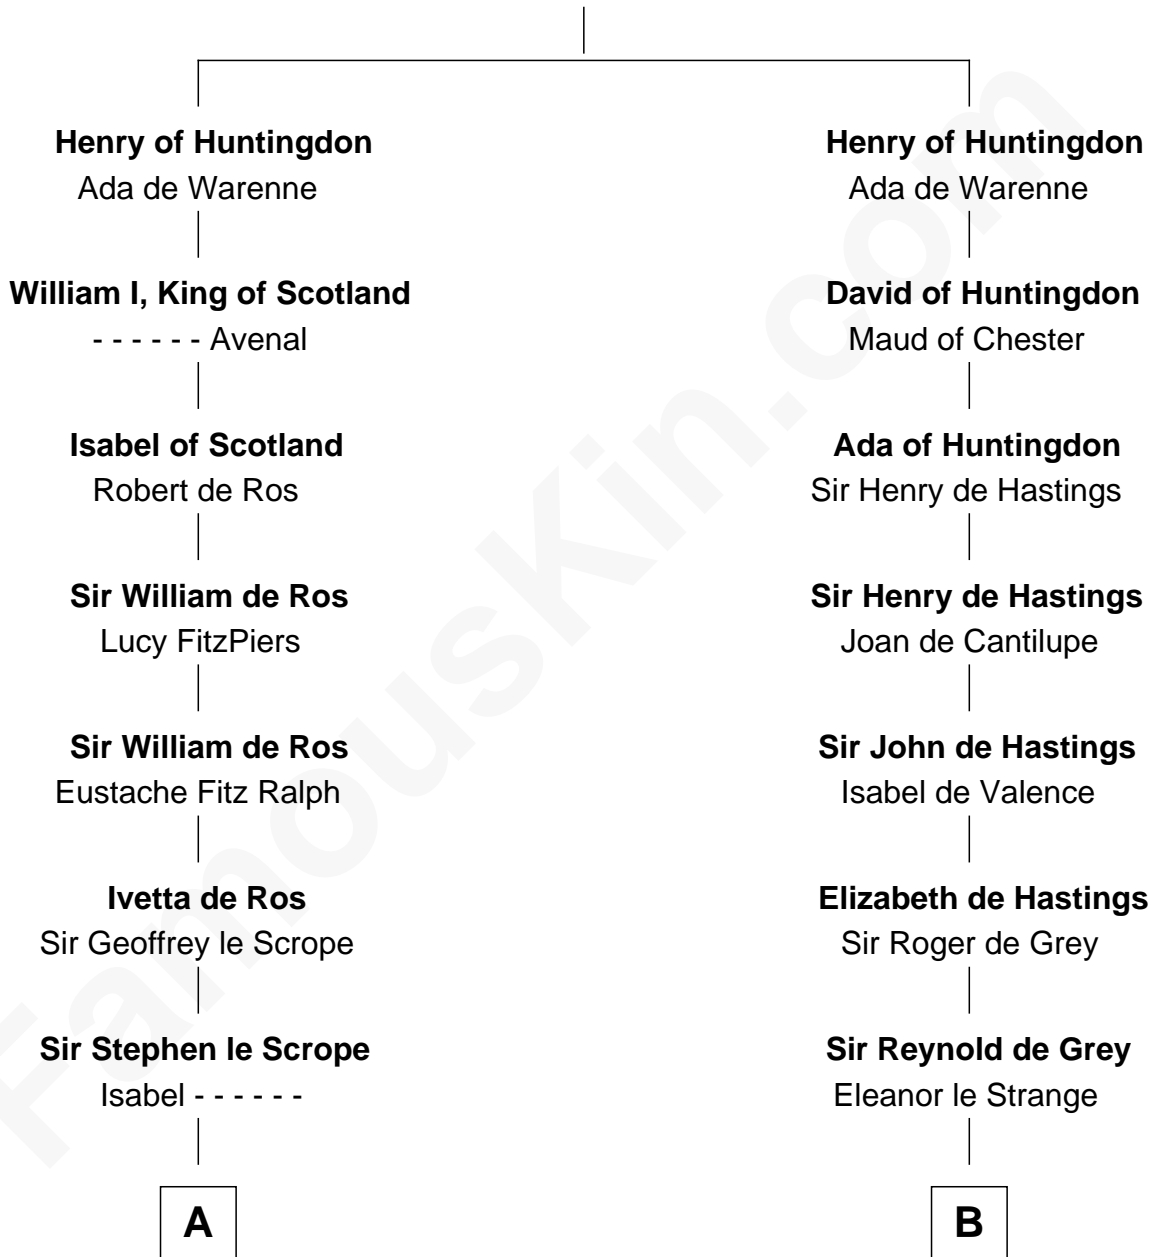 Henry of Huntingdon
Ada de Warenne
William I, King of Scotland
- - - - - - Avenal
Isabel of Scotland
Robert de Ros
Sir William de Ros
Lucy FitzPiers
Sir William de Ros
Eustache Fitz Ralph
Ivetta de Ros
Sir Geoffrey le Scrope
Sir Stephen le Scrope
Isabel - - - - - -
A
Henry of Huntingdon
Ada de Warenne
David of Huntingdon
Maud of Chester
Ada of Huntingdon
Sir Henry de Hastings
Sir Henry de Hastings
Joan de Cantilupe
Sir John de Hastings
Isabel de Valence
Elizabeth de Hastings
Sir Roger de Grey
Sir Reynold de Grey
Eleanor le Strange
B
FamousKin.com